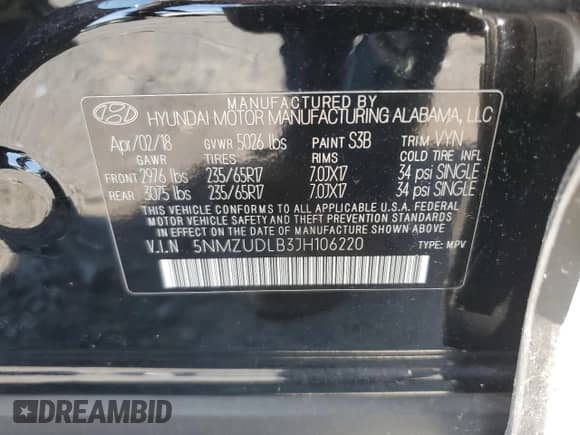 MANUFACTURED BY
HYUNDAI MOTOR MANUFACTURING ALABAMA, LLC
Apr/02/18 GVWR 5026 lbs PAINT S3B TRIM VYN
GAWR TIRES RIMS COLD TIRE INFL
FRONT 2976 lbs 235/65R17 7.0JX17 34 psi SINGLE
REAR 3075 lbs 235/65R17 7.0JX17 34 psi SINGLE
THIS VEHICLE CONFORMS TO ALL APPLICABLE U.S.A. FEDERAL
MOTOR VEHICLE SAFETY AND THEFT PREVENTION STANDARDS
IN EFFECT ON THE DATE OF MANUFACTURE SHOWN ABOVE
V.I.N 5NMZUDLB3JH106220 TYPE: MPV
DREAMBID